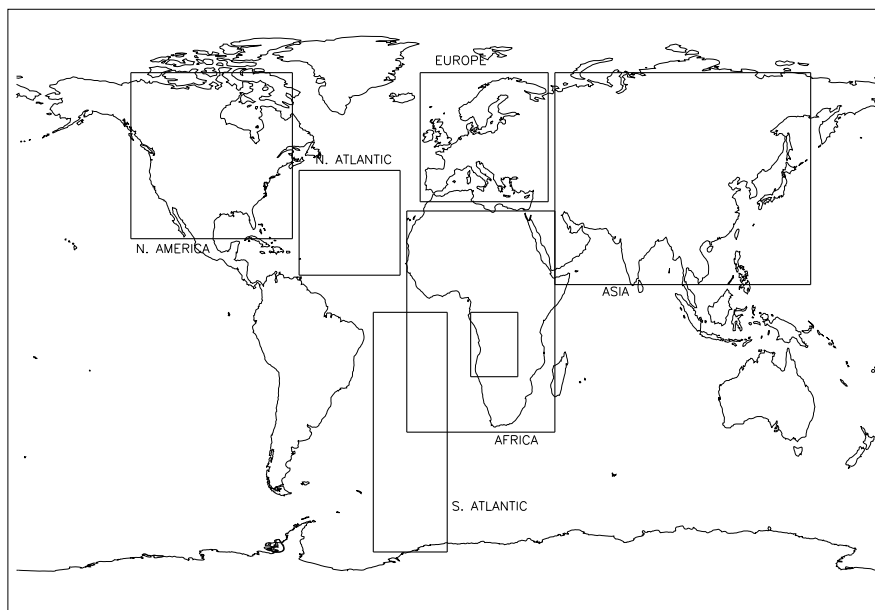 EUROPE
N. ATLANTIC
N. AMERICA
ASIA
AFRICA
S. ATLANTIC